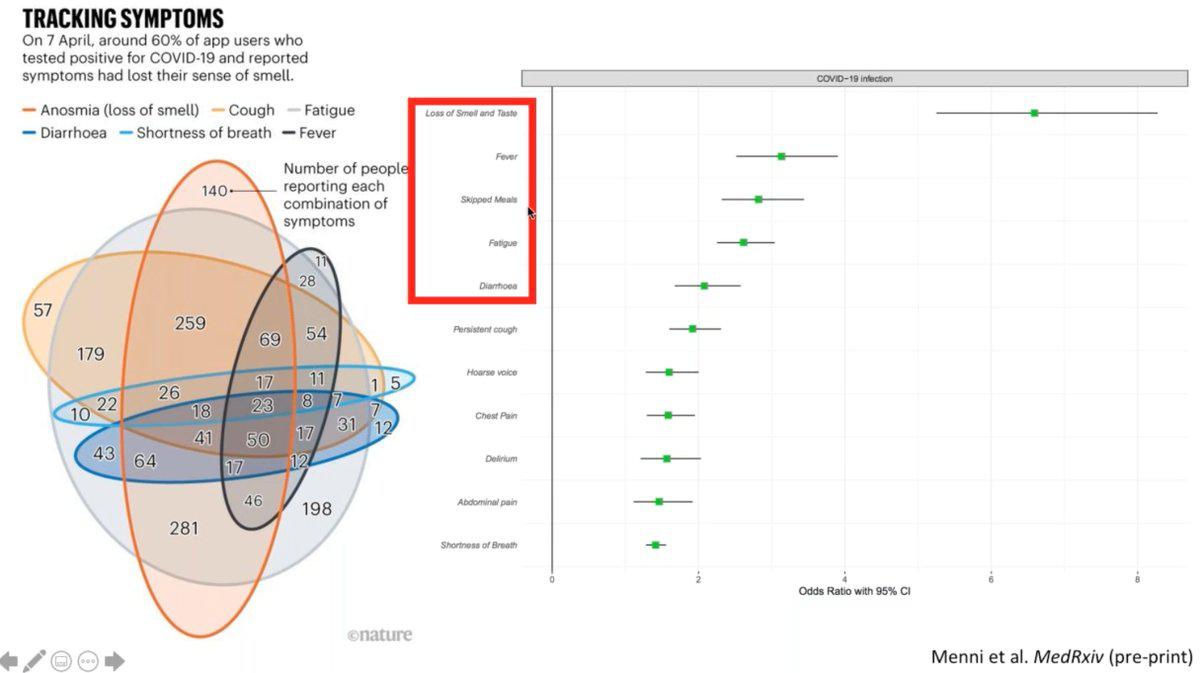 TRACKING SYMPTOMS
On 7 April, around 60% of app users who
tested positive for COVID-19 and reported
symptoms had lost their sense of smell.
Anosmia (loss of smell) Cough Fatigue
Diarrhoea Shortness of breath Fever
Number of people
reporting each
combination of
symptoms
140
11
28
57
259
69
54
179
17
11
1
5
26
10
22
18
23
8
7
7
12
41
50
17
31
43
64
17
12
46
198
281
©nature
COVID-19 infection
Loss of Smell and Taste
Fever
Skipped Meals
Fatigue
Diarrhoea
Persistent cough
Hoarse voice
Chest Pain
Delirium
Abdominal pain
Shortness of Breath
0 2 4 6 8
Odds Ratio with 95% CI
Menni et al. MedRxiv (pre-print)